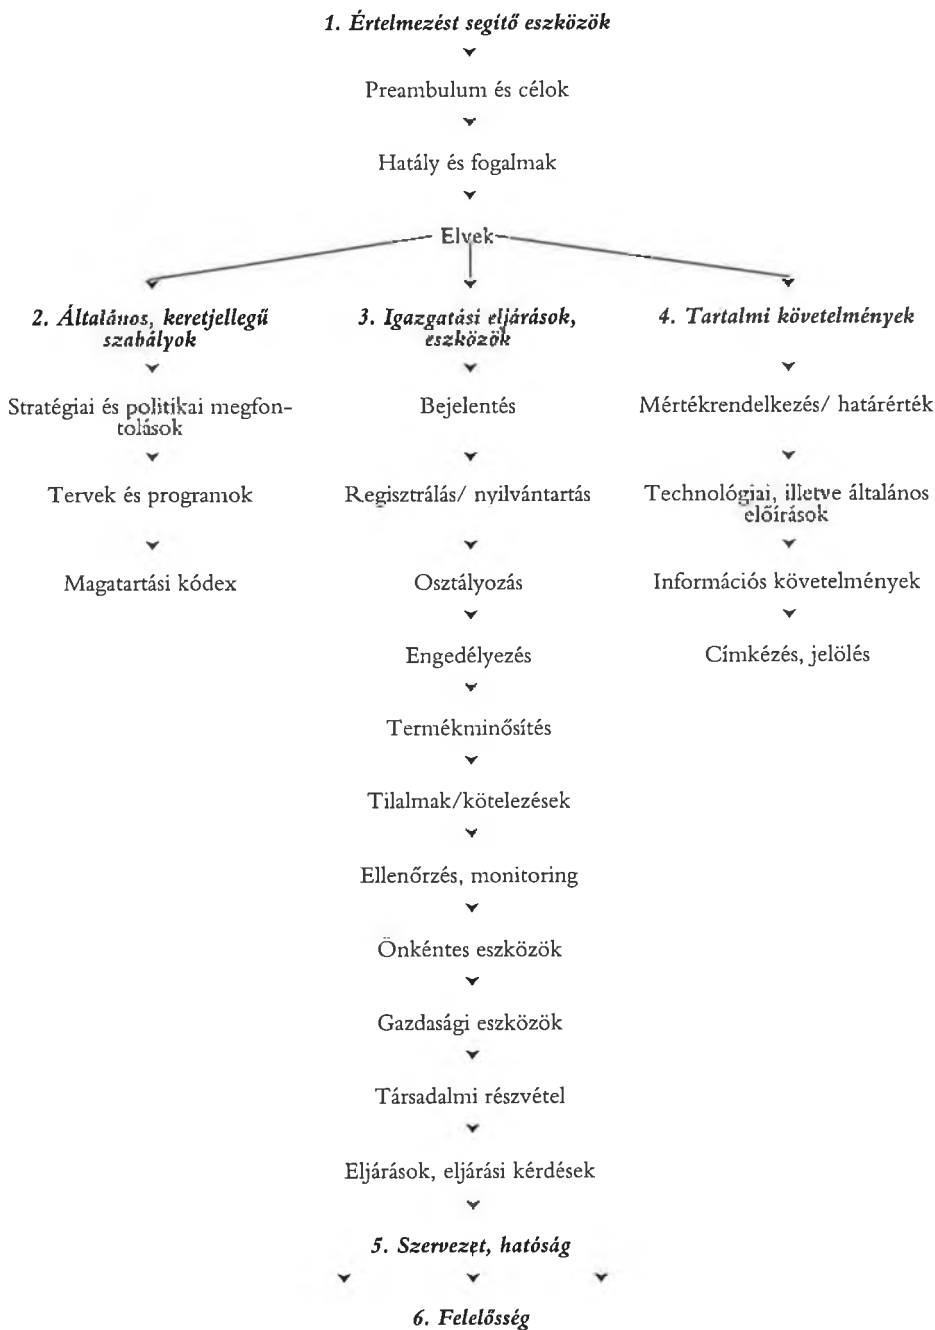 1. Értelmezést segítő eszközök
Preambulum és célok
Hatály és fogalmak
Elvek
2. Általános, keretjellegű
szabályok
Stratégiai és politikai megfon-
tolások
Tervek és programok
Magatartási kódex
3. Igazgatási eljárások,
eszközök
Bejelentés
Regisztrálás/ nyilvántartás
Osztályozás
Engedélyezés
Termékminősítés
Tilalmak/kötelezések
Ellenőrzés, monitoring
Önkéntes eszközök
Gazdasági eszközök
Társadalmi részvétel
Eljárások, eljárási kérdések
4. Tartalmi követelmények
Mértékrendelkezés/ határérték
Technológiai, illetve általános
előírások
Információs követelmények
Címkézés, jelölés
5. Szervezet, hatóság
6. Felelősség